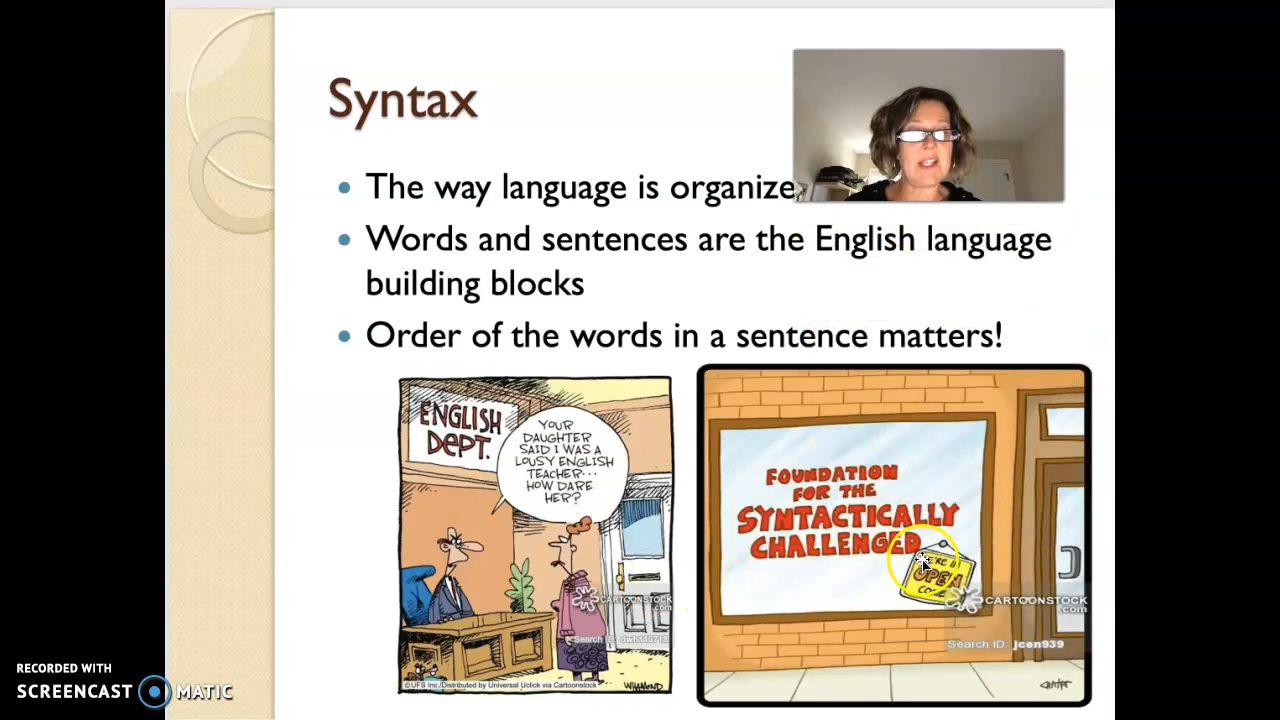 Syntax
The way language is organize
Words and sentences are the English language
building blocks
Order of the words in a sentence matters!
ENGLISH
DEPT.
YOUR
DAUGHTER
SAID I WAS A
LOUSY ENGLISH
TEACHER...
HOW DARE
HER?
CARTOONSTOCK
.com
Search ID:
©UFS Inc./Distributed by Universal Uclick via Cartoonstock
FOUNDATION
FOR THE
SYNTACTICALLY
CHALLENGED
OPEN
CARTOONSTOCK
.com
Search ID: jcen939
RECORDED WITH
SCREENCAST MATIC